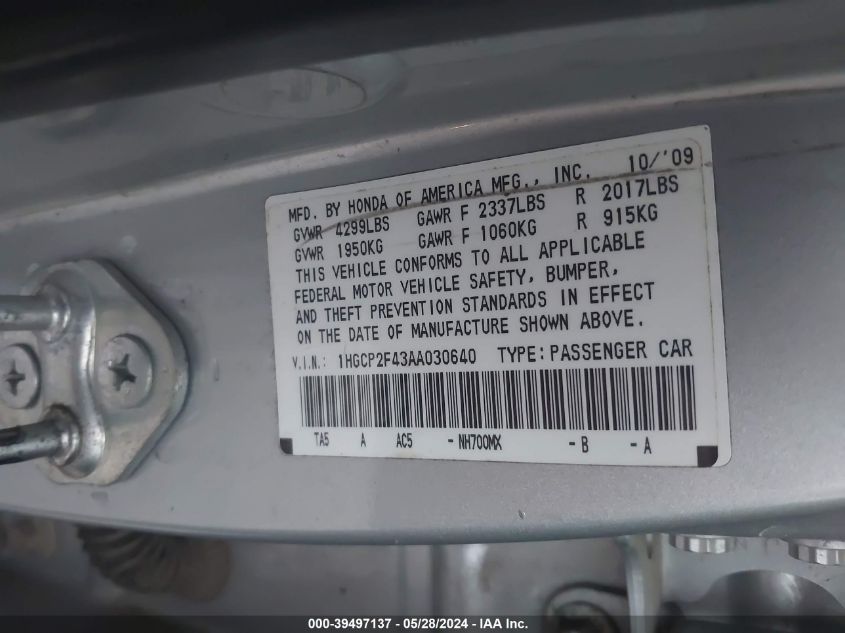 MFD. BY HONDA OF AMERICA MFG., INC. 10/'09
GVWR 4299LBS GAWR F 2337LBS R 2017LBS
GVWR 1950KG GAWR F 1060KG R 915KG
THIS VEHICLE CONFORMS TO ALL APPLICABLE
FEDERAL MOTOR VEHICLE SAFETY, BUMPER,
AND THEFT PREVENTION STANDARDS IN EFFECT
ON THE DATE OF MANUFACTURE SHOWN ABOVE.
V.I.N.: 1HGCP2F43AA030640 TYPE:PASSENGER CAR
TA5 A AC5 -NH700MX -B -A
000-39497137 - 05/28/2024 - IAA Inc.